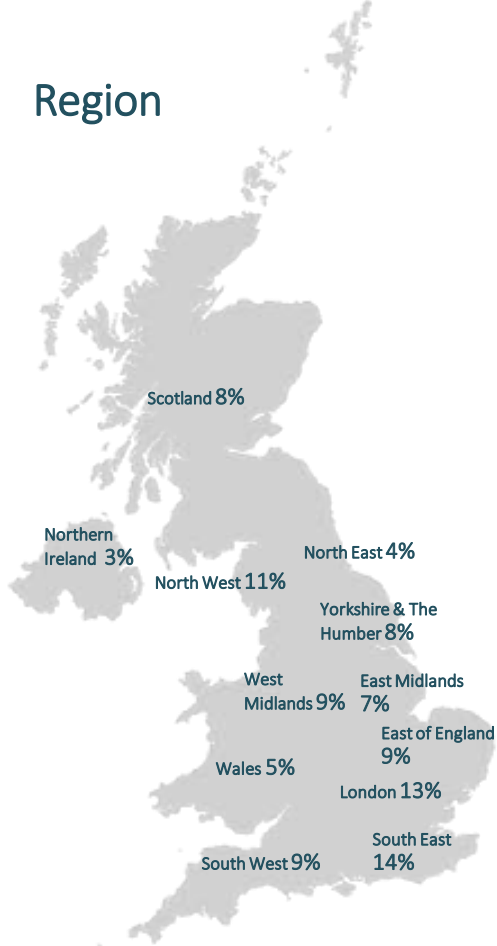 Region
Scotland 8%
Northern
Ireland 3%
North East 4%
North West 11%
Yorkshire & The
Humber 8%
West
Midlands 9%
East Midlands
7%
East of England
9%
Wales 5%
London 13%
South East
14%
South West 9%